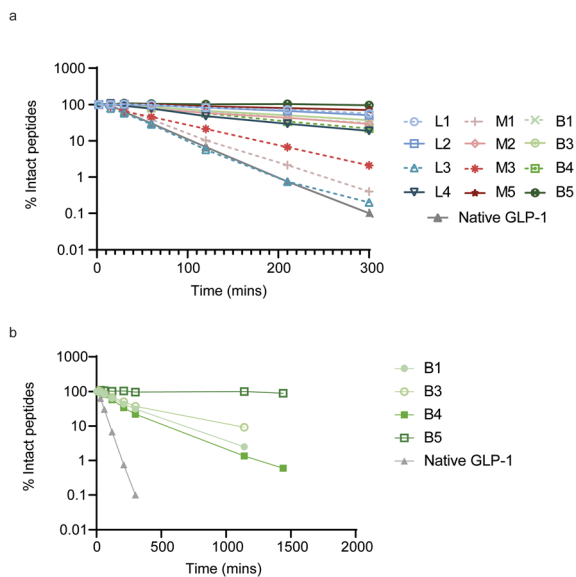 a
1000
100
10
1
0.1
0.01
% Intact peptides
0
100
200
300
Time (mins)
L1 M1 B1
L2 M2 B3
L3 M3 B4
L4 M5 B5
Native GLP-1
b
1000
100
10
1
0.1
0.01
% Intact peptides
0
500
1000
1500
2000
Time (mins)
B1
B3
B4
B5
Native GLP-1